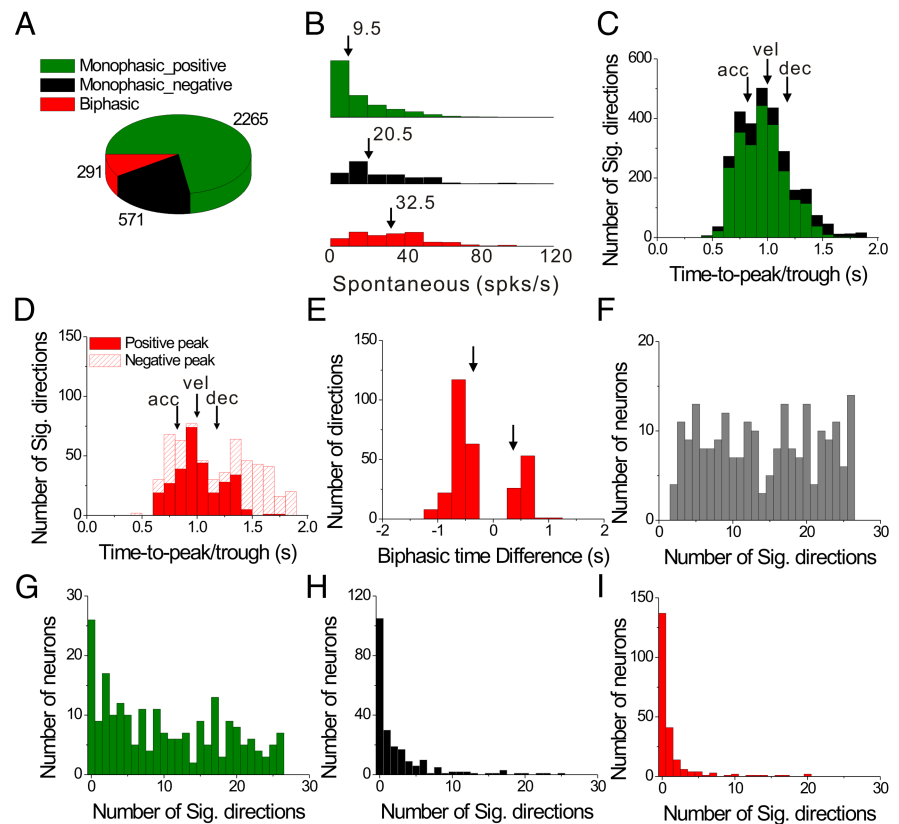 A
Monophasic_positive
Monophasic_negative
Biphasic
2265
291
571
B
9.5
20.5
32.5
0 40 80 120
Spontaneous (spks/s)
C
Number of Sig. directions
600
400
200
0
acc vel dec
0.0 0.5 1.0 1.5 2.0
Time-to-peak/trough (s)
D
Number of Sig. directions
150
100
50
0
Positive peak
Negative peak
acc vel dec
0.0 0.5 1.0 1.5 2.0
Time-to-peak/trough (s)
E
Number of directions
150
100
50
0
-2 -1 0 1 2
Biphasic time Difference (s)
F
Number of neurons
20
10
0
0 10 20 30
Number of Sig. directions
G
Number of neurons
30
20
10
0
0 10 20 30
Number of Sig. directions
H
Number of neurons
120
80
40
0
0 10 20 30
Number of Sig. directions
I
Number of neurons
150
100
50
0
0 10 20 30
Number of Sig. directions